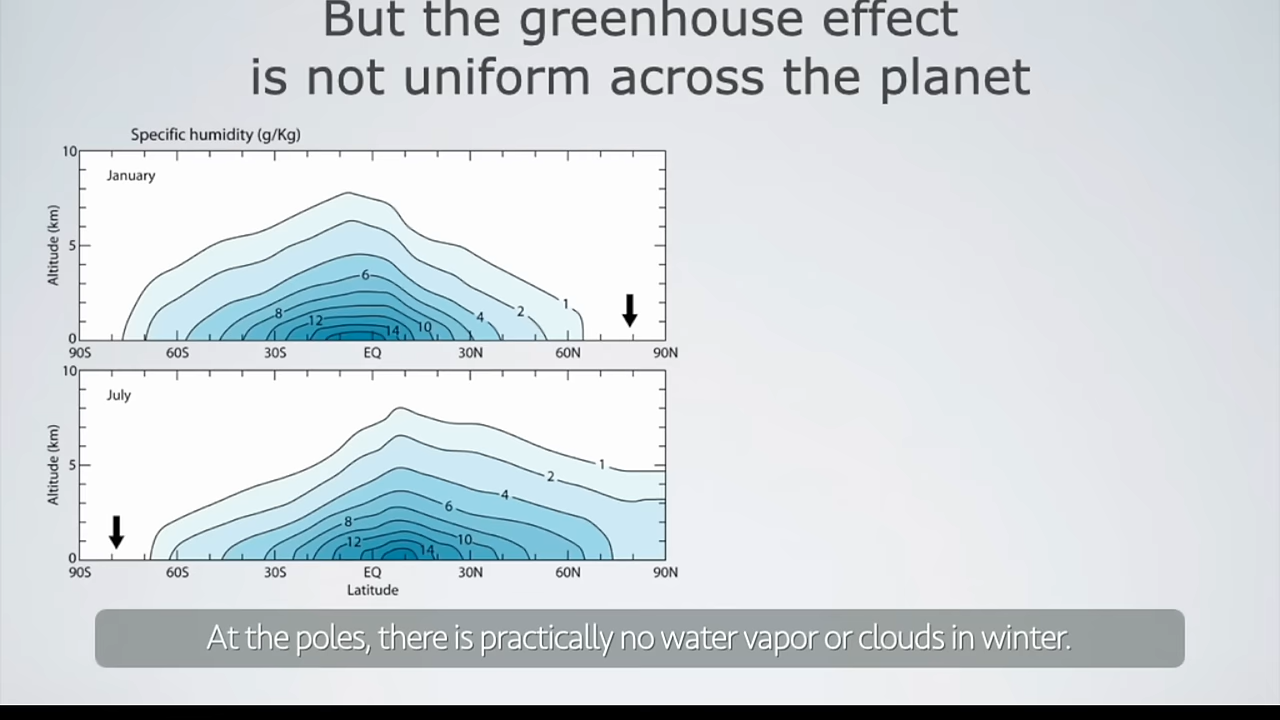 But the greenhouse effect
is not uniform across the planet
Specific humidity (g/Kg)
10
January
Altitude (km)
5
6
1
2
8
4
12
10
14
0
90S 60S 30S EQ 30N 60N 90N
10
July
Altitude (km)
5
1
2
4
6
8
12
10
14
0
90S 60S 30S EQ 30N 60N 90N
Latitude
At the poles, there is practically no water vapor or clouds in winter.